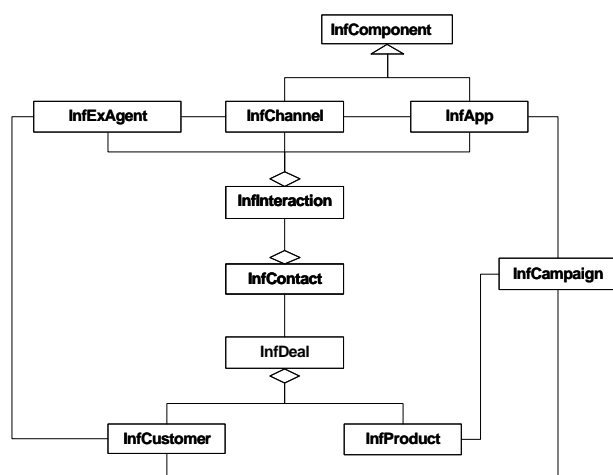 InfComponent
InfExAgent
InfChannel
InfApp
InfInteraction
InfContact
InfCampaign
InfDeal
InfCustomer
InfProduct